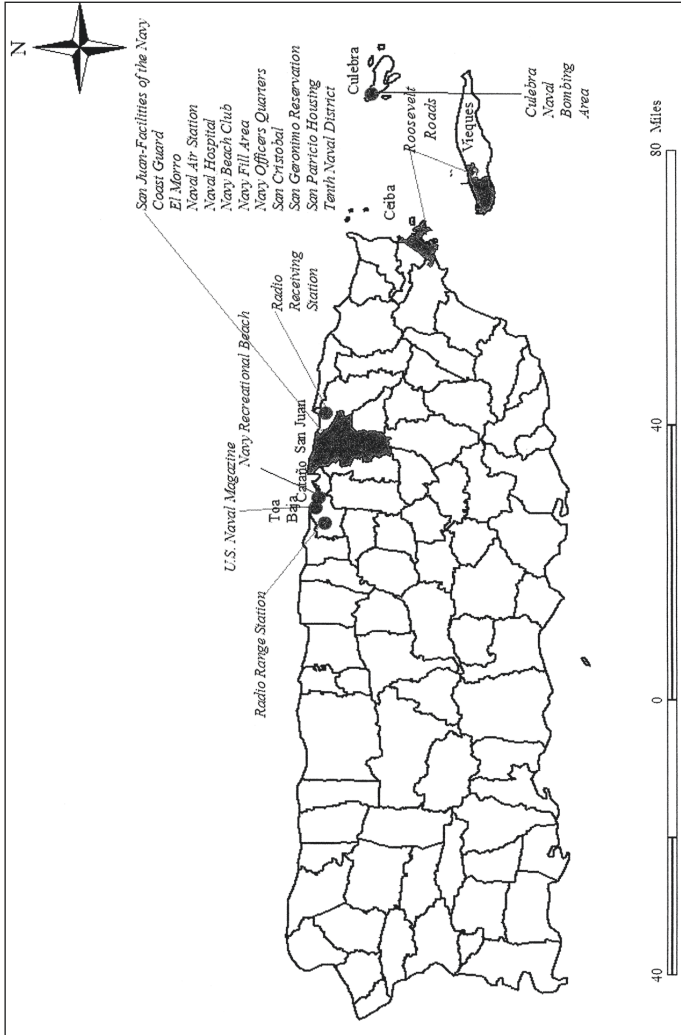 N
San Juan-Facilities of the Navy
Coast Guard
El Morro
Naval Air Station
Naval Hospital
Navy Beach Club
Navy Fill Area
Navy Officers Quarters
San Cristobal
San Geronimo Reservation
San Patricio Housing
Tenth Naval District
U.S. Naval Magazine
Navy Recreational Beach
Radio
Receiving
Station
Radio Range Station
Toa
Baja
Cataño
San Juan
Ceiba
Roosevelt
Roads
Culebra
Vieques
Culebra
Naval
Bombing
Area
40
0
40
80
Miles